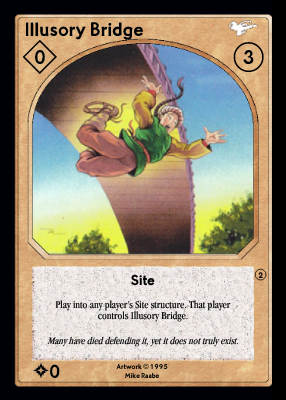 Illusory Bridge
0
3
Site
2
Play into any player's Site structure. That player
controls Illusory Bridge.
Many have died defending it, yet it does not truly exist.
0
Artwork © 1995
Mike Raabe